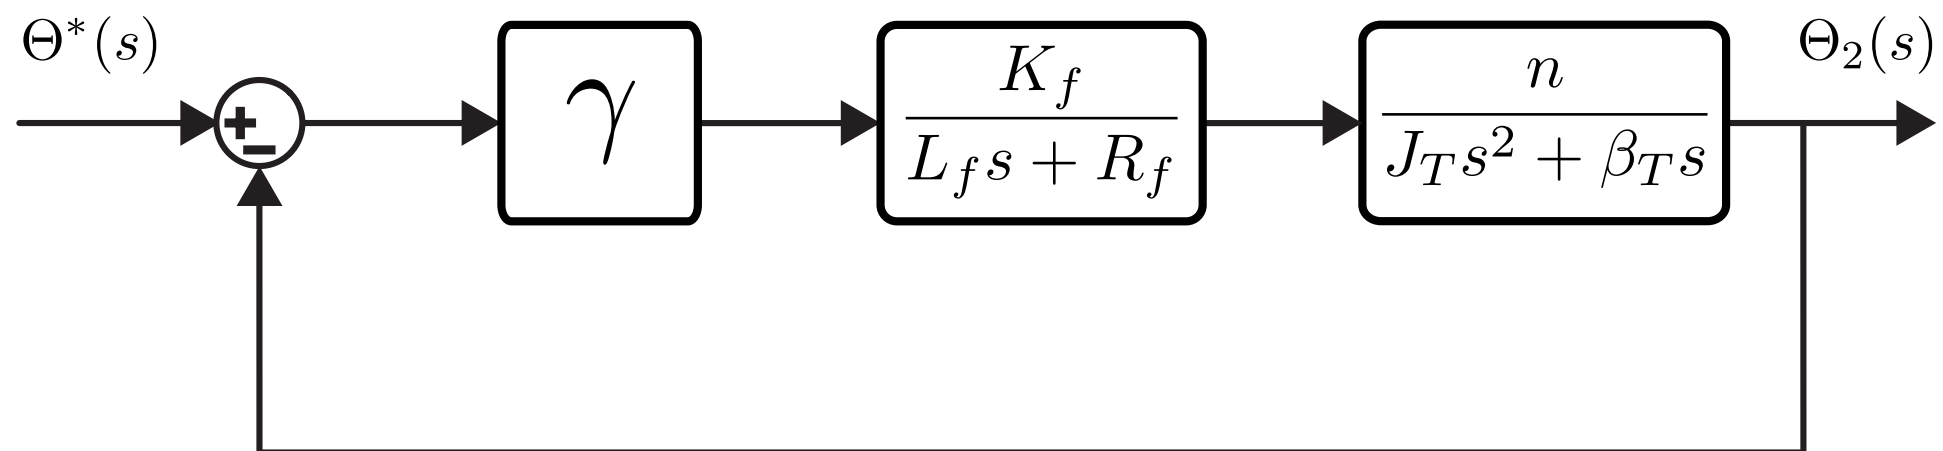 Θ*(s)
+
−
γ
K_f
L_f s + R_f
n
J_T s² + β_T s
Θ₂(s)